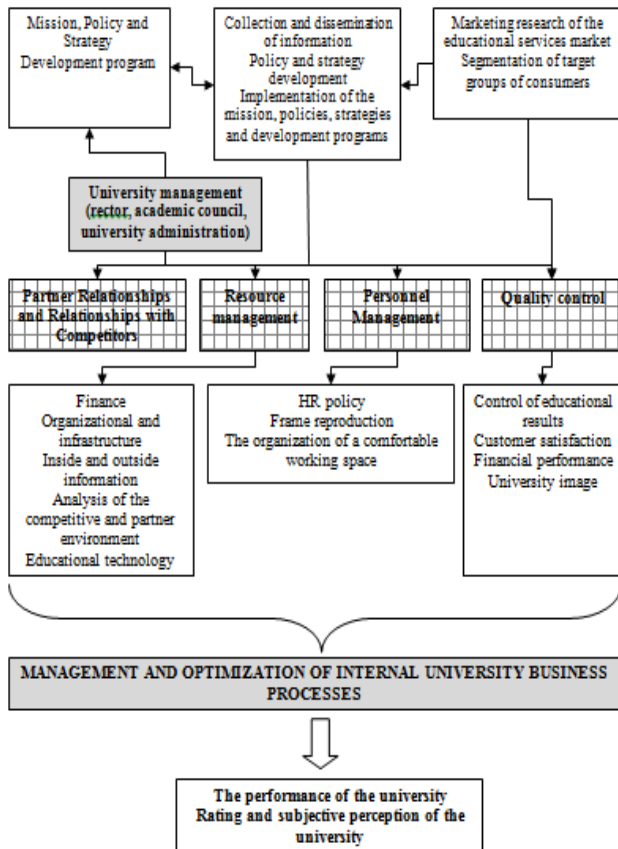 Mission, Policy and
Strategy
Development program
Collection and dissemination
of information
Policy and strategy
development
Implementation of the
mission, policies, strategies
and development programs
Marketing research of the
educational services market
Segmentation of target
groups of consumers
University management
(rector, academic council,
university administration)
Partner Relationships
and Relationships with
Competitors
Resource
management
Personnel
Management
Quality control
Finance
Organizational and
infrastructure
Inside and outside
information
Analysis of the
competitive and partner
environment
Educational technology
HR policy
Frame reproduction
The organization of a comfortable
working space
Control of educational
results
Customer satisfaction
Financial performance
University image
MANAGEMENT AND OPTIMIZATION OF INTERNAL UNIVERSITY BUSINESS
PROCESSES
The performance of the university
Rating and subjective perception of the
university